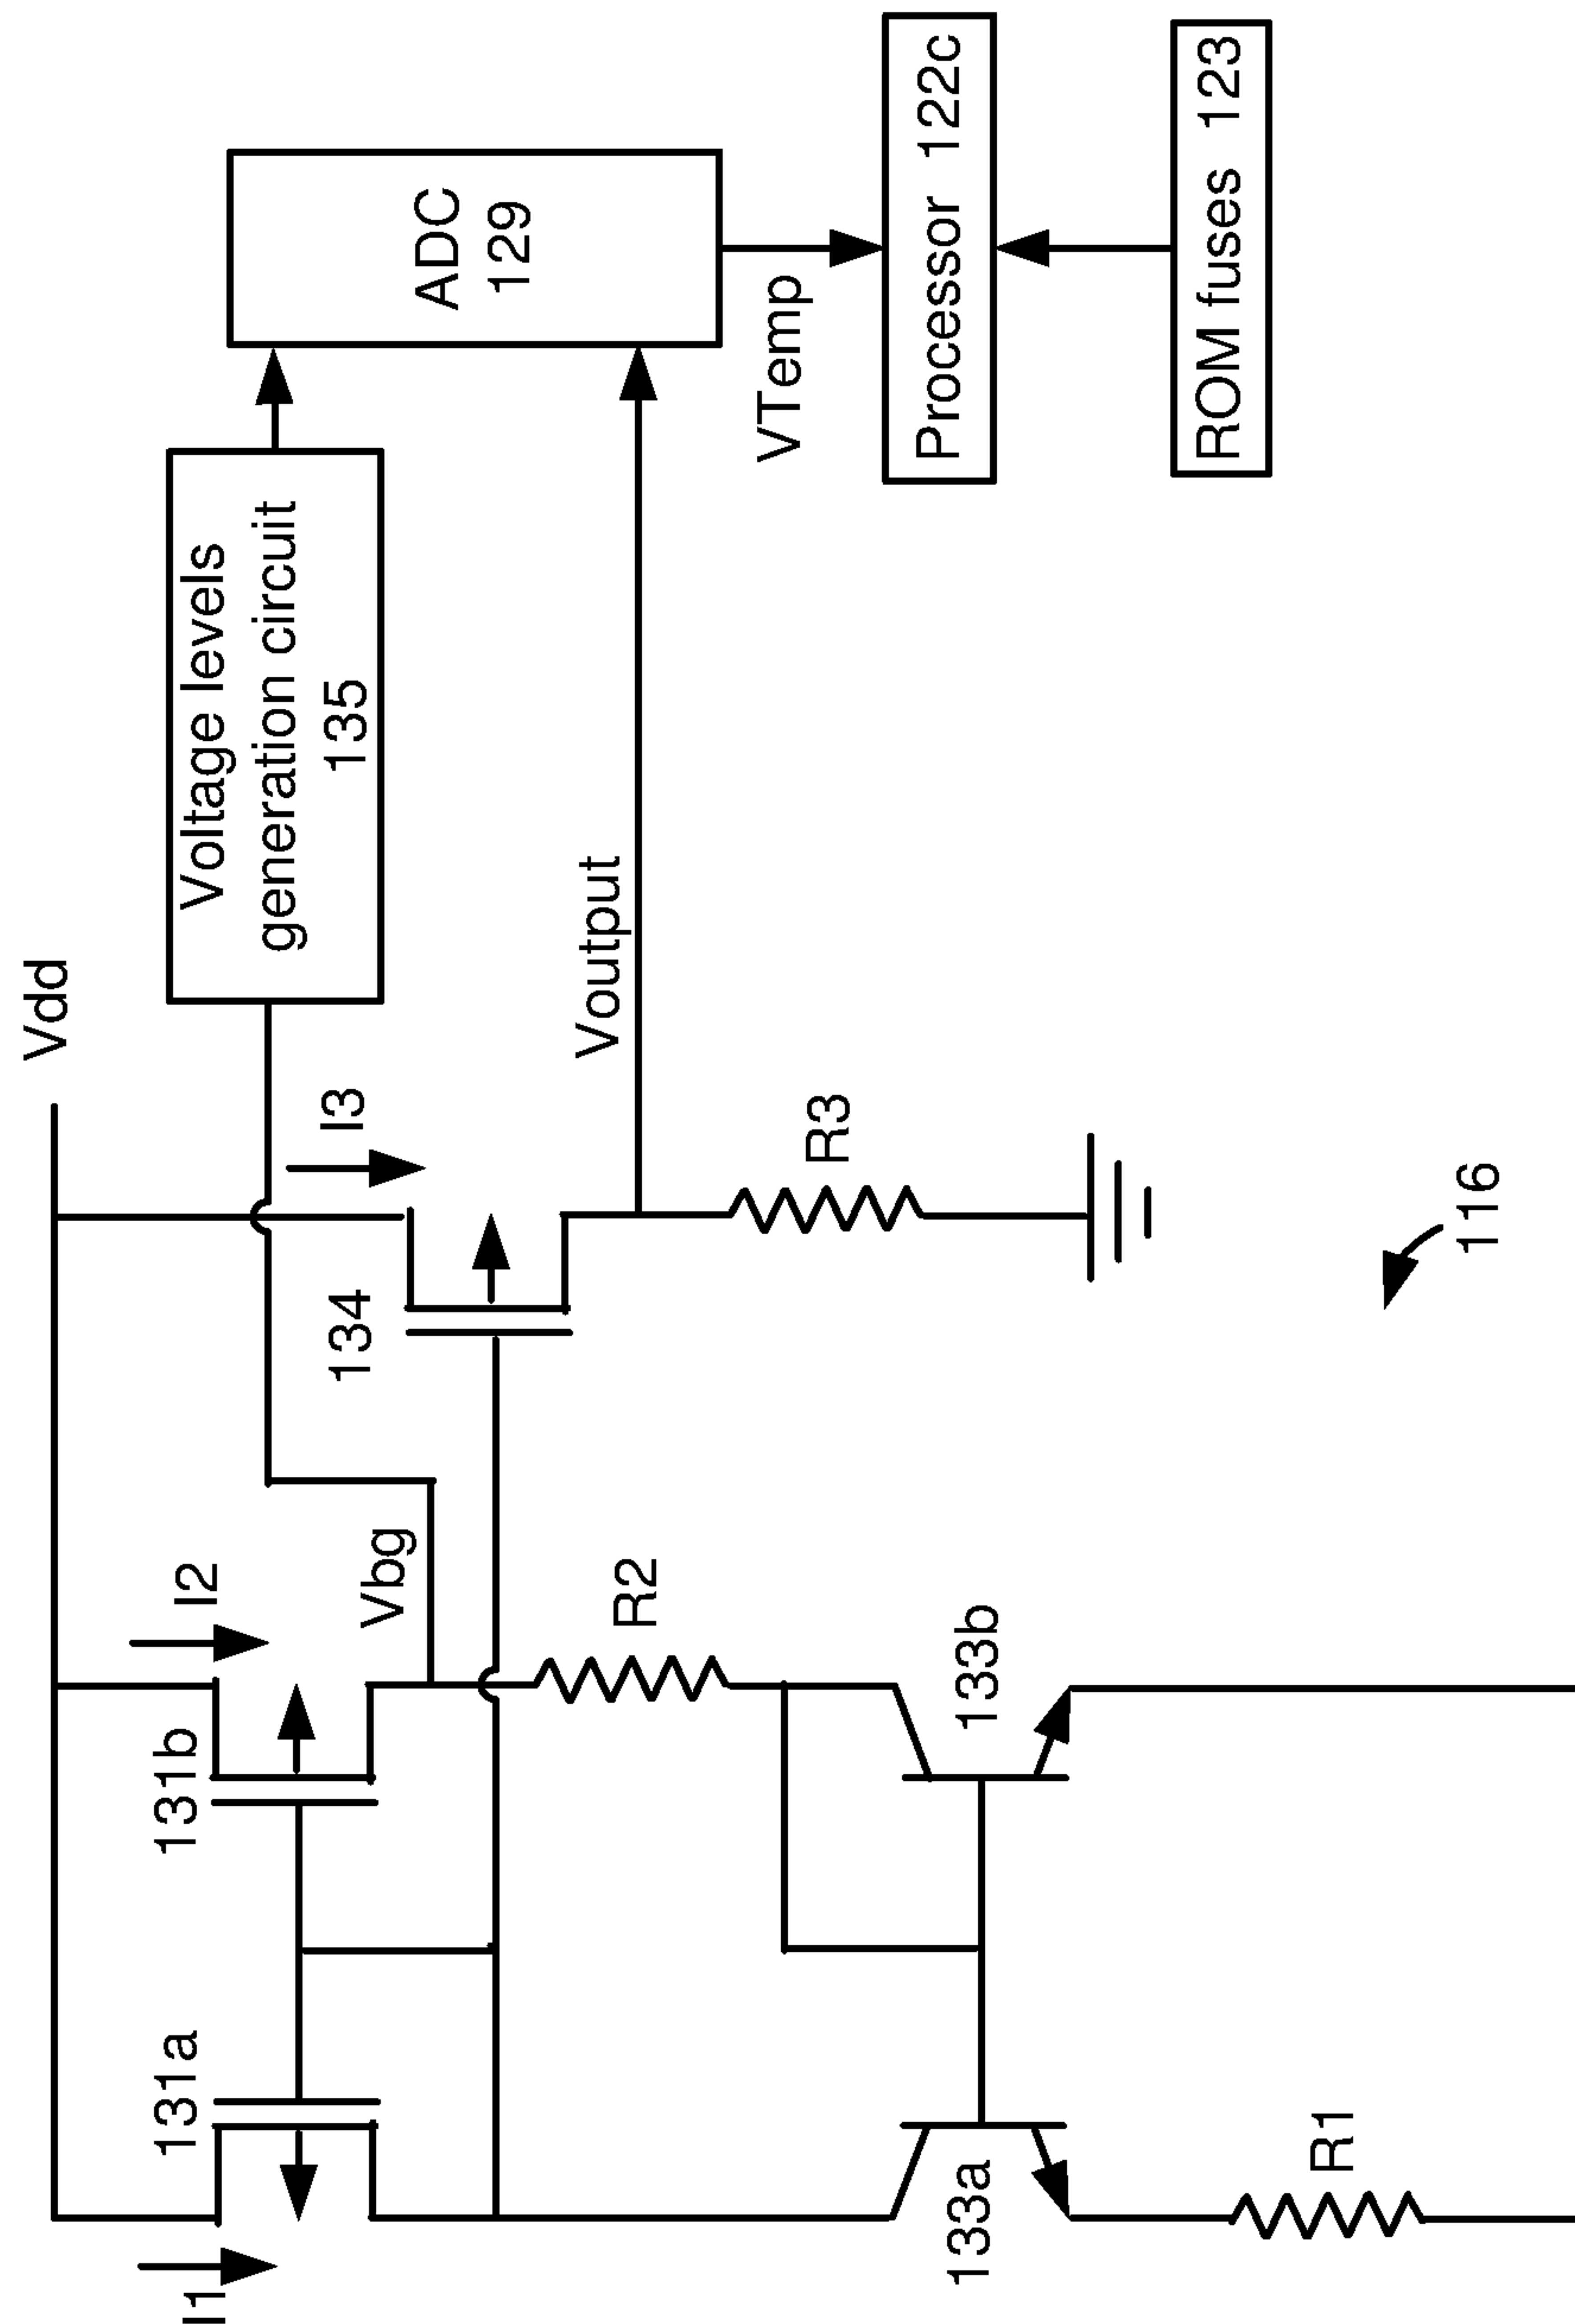 Vdd
I1
131a
131b
I2
Vbg
134
I3
Voltage levels
generation circuit
135
ADC
129
Voutput
R2
R3
VTemp
Processor 122c
ROM fuses 123
133a
133b
R1
116